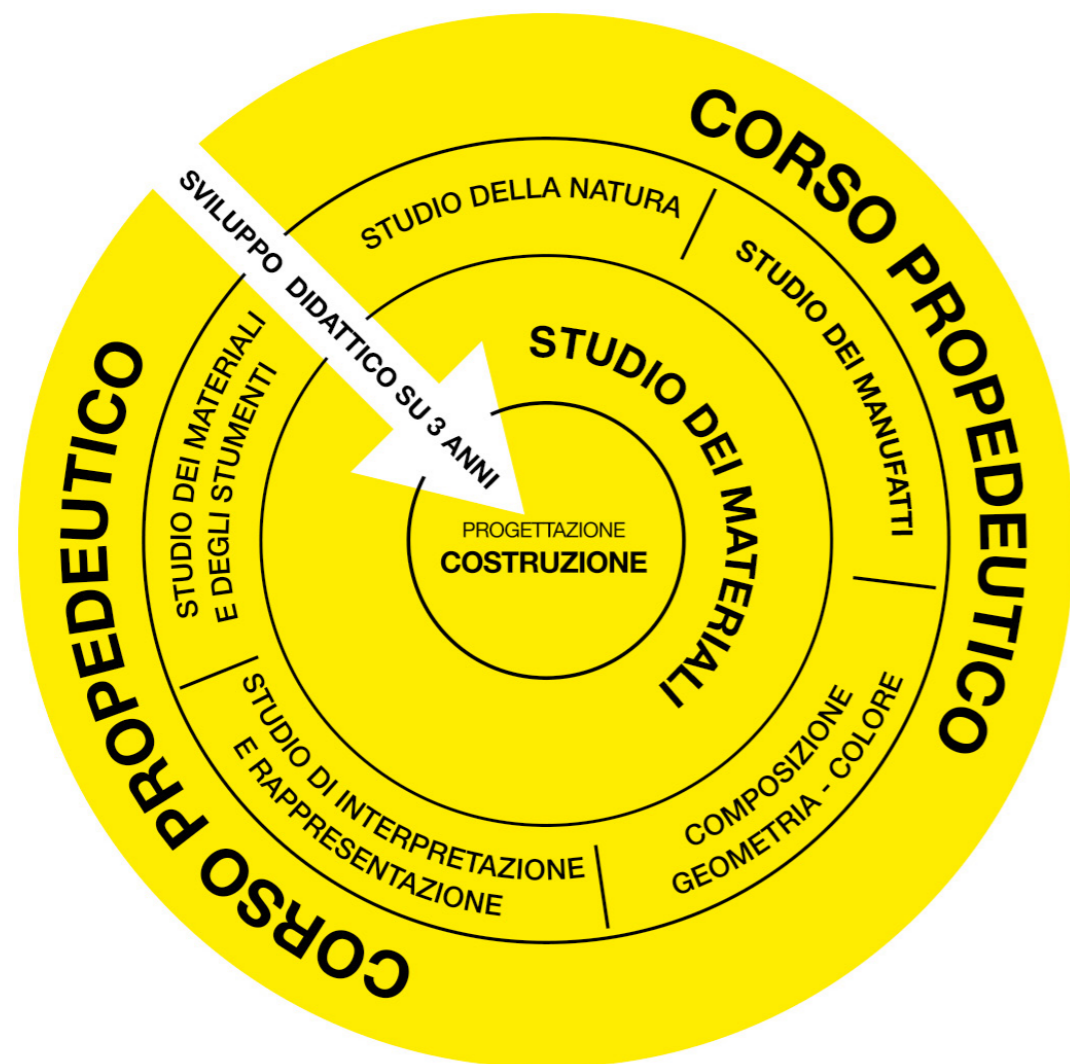 CORSO PROPEDEUTICO
CORSO PROPEDEUTICO
SVILUPPO DIDATTICO SU 3 ANNI
STUDIO DELLA NATURA
STUDIO DEI MANUFATTI
COMPOSIZIONE
GEOMETRIA - COLORE
STUDIO DI INTERPRETAZIONE
E RAPPRESENTAZIONE
STUDIO DEI MATERIALI
E DEGLI STUMENTI
STUDIO DEI MATERIALI
PROGETTAZIONE
COSTRUZIONE